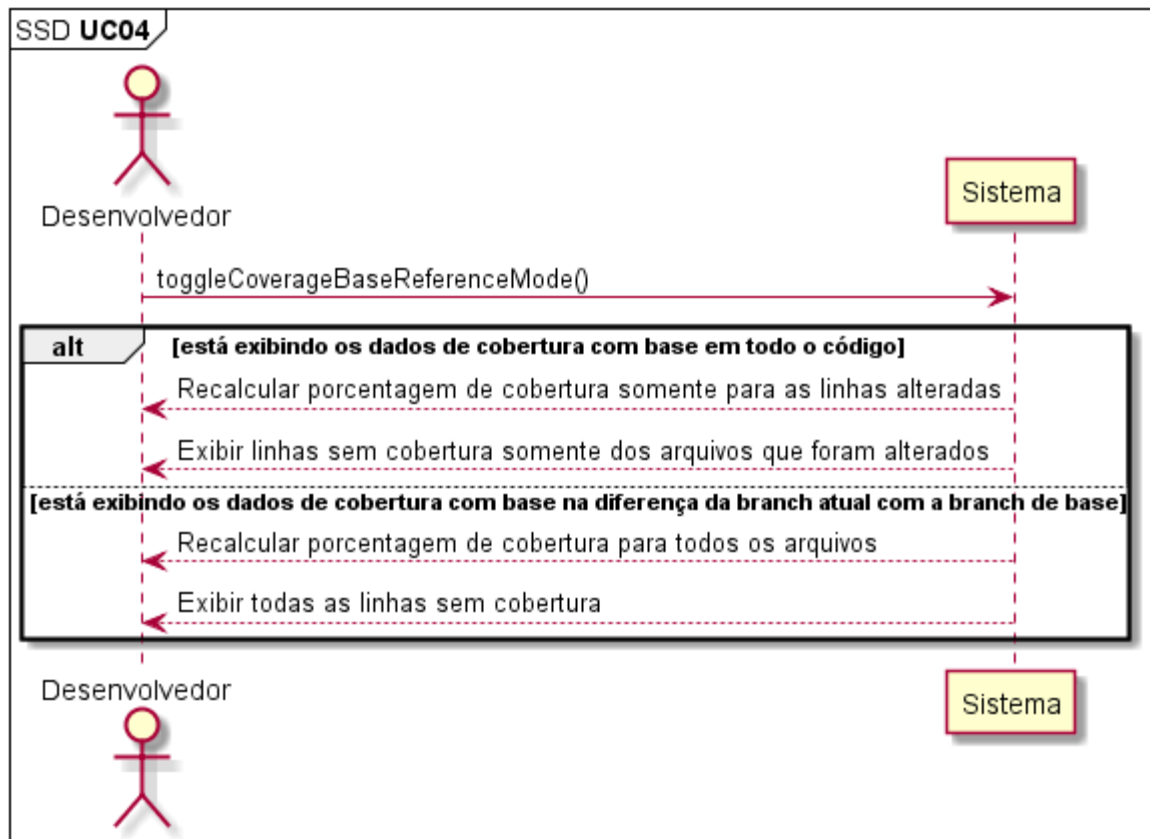 SSD UC04
Desenvolvedor
Sistema
toggleCoverageBaseReferenceMode()
alt [está exibindo os dados de cobertura com base em todo o código]
Recalcular porcentagem de cobertura somente para as linhas alteradas
Exibir linhas sem cobertura somente dos arquivos que foram alterados
[está exibindo os dados de cobertura com base na diferença da branch atual com a branch de base]
Recalcular porcentagem de cobertura para todos os arquivos
Exibir todas as linhas sem cobertura
Desenvolvedor
Sistema